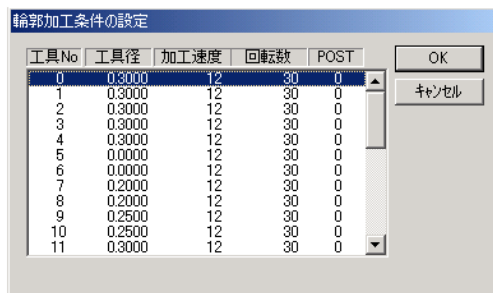 輪郭加工条件の設定
工具No 工具径 加工速度 回転数 POST
OK
キャンセル
0 0.3000 12 30 0
1 0.3000 12 30 0
2 0.3000 12 30 0
3 0.3000 12 30 0
4 0.3000 12 30 0
5 0.0000 12 30 0
6 0.0000 12 30 0
7 0.2000 12 30 0
8 0.2000 12 30 0
9 0.2500 12 30 0
10 0.2500 12 30 0
11 0.3000 12 30 0